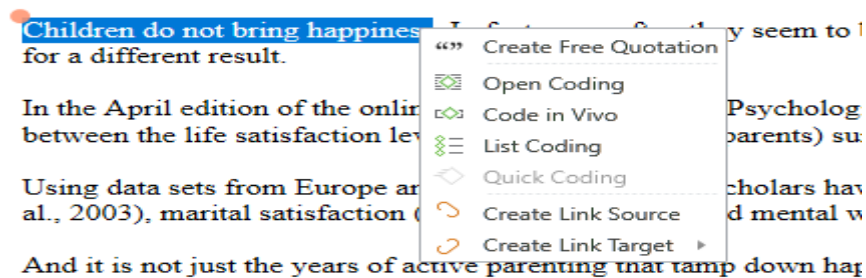 Children do not bring happines
y seem to
for a different result.
In the April edition of the onlin
Psycholog
between the life satisfaction lev
parents) su
Using data sets from Europe an
cholars hav
al., 2003), marital satisfaction (
d mental w
And it is not just the years of active parenting that tamp down hap
Create Free Quotation
Open Coding
Code in Vivo
List Coding
Quick Coding
Create Link Source
Create Link Target